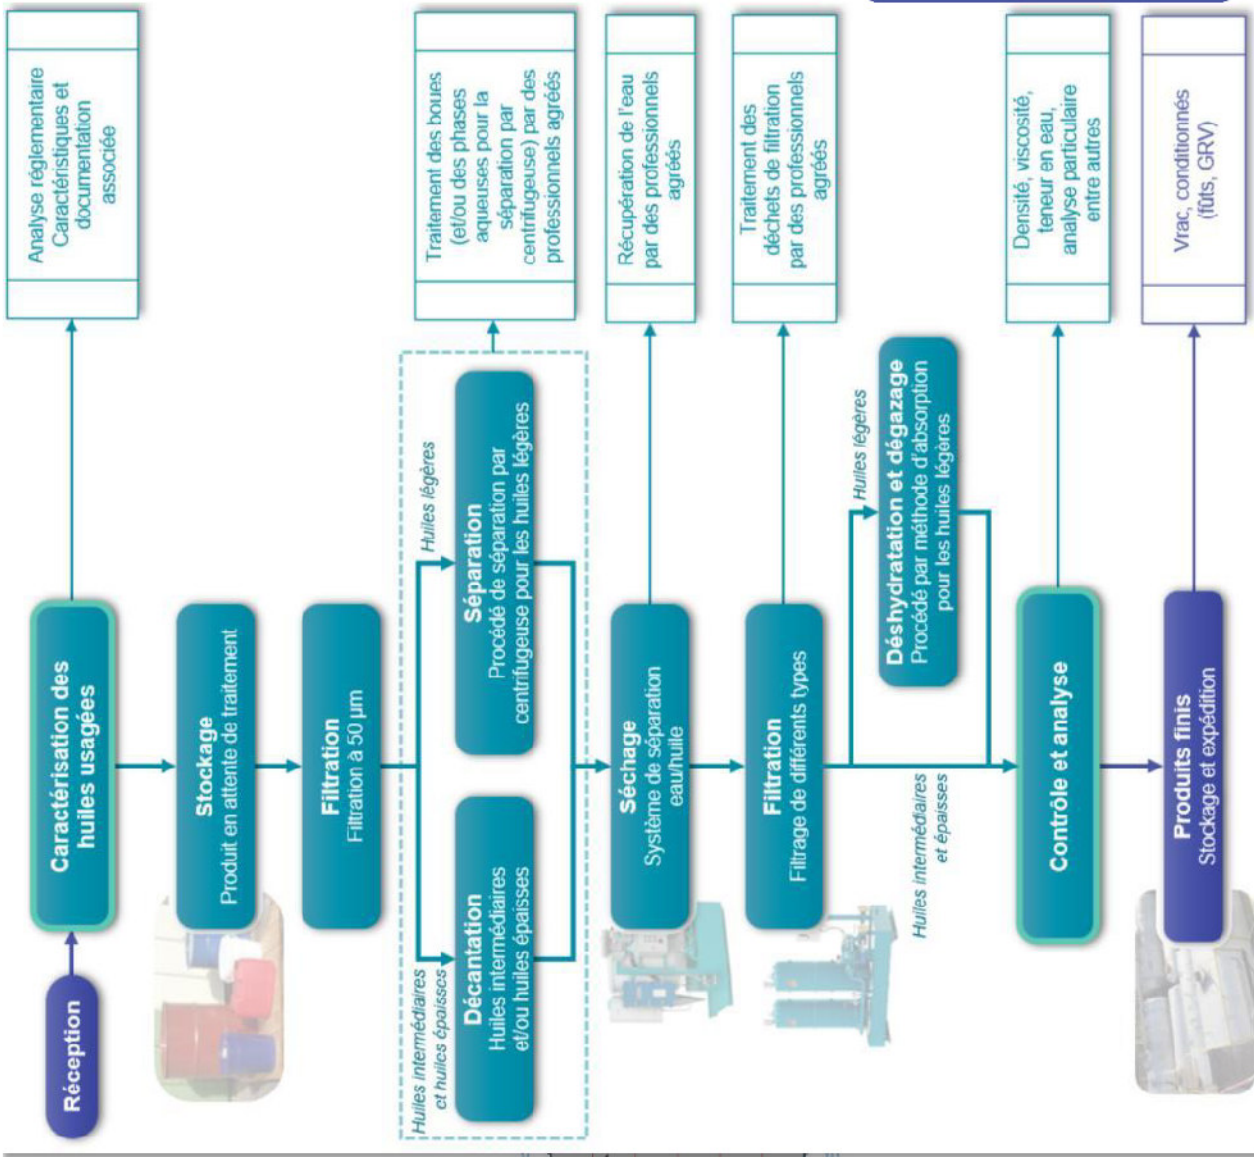 Réception
Caractérisation des
huiles usagées
Analyse réglementaire
Caractéristiques et
documentation
associée
Stockage
Produit en attente de traitement
Filtration
Filtration à 50 µm
Huiles intermédiaires
et huiles épaisses
Huiles légères
Décantation
Huiles intermédiaires
et/ou huiles épaisses
Séparation
Procédé de séparation par
centrifugeuse pour les huiles légères
Traitement des boues
(et/ou des phases
aqueuses pour la
séparation par
centrifugeuse) par des
professionnels agréés
Séchage
Système de séparation
eau/huile
Récupération de l'eau
par des professionnels
agréés
Filtration
Filtrage de différents types
Traitement des
déchets de filtration
par des professionnels
agréés
Huiles intermédiaires
et épaisses
Huiles légères
Déshydratation et dégazage
Procédé par méthode d'absorption
pour les huiles légères
Contrôle et analyse
Densité, viscosité,
teneur en eau,
analyse particulaire
entre autres
Produits finis
Stockage et expédition
Vrac, conditionnés
(fûts, GRV)